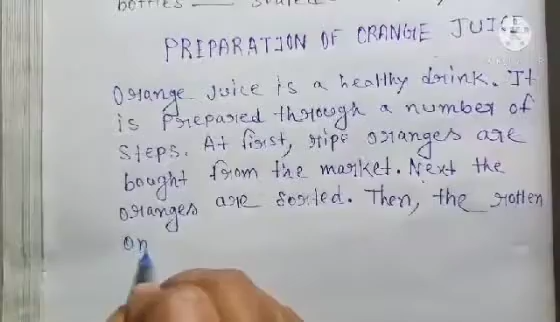 bottles
PREPARATION OF ORANGE JUICE
Orange juice is a healthy drink. It
is prepared through a number of
steps. At first, ripe oranges are
bought from the market. Next the
oranges are sorted. Then, the rotten
on